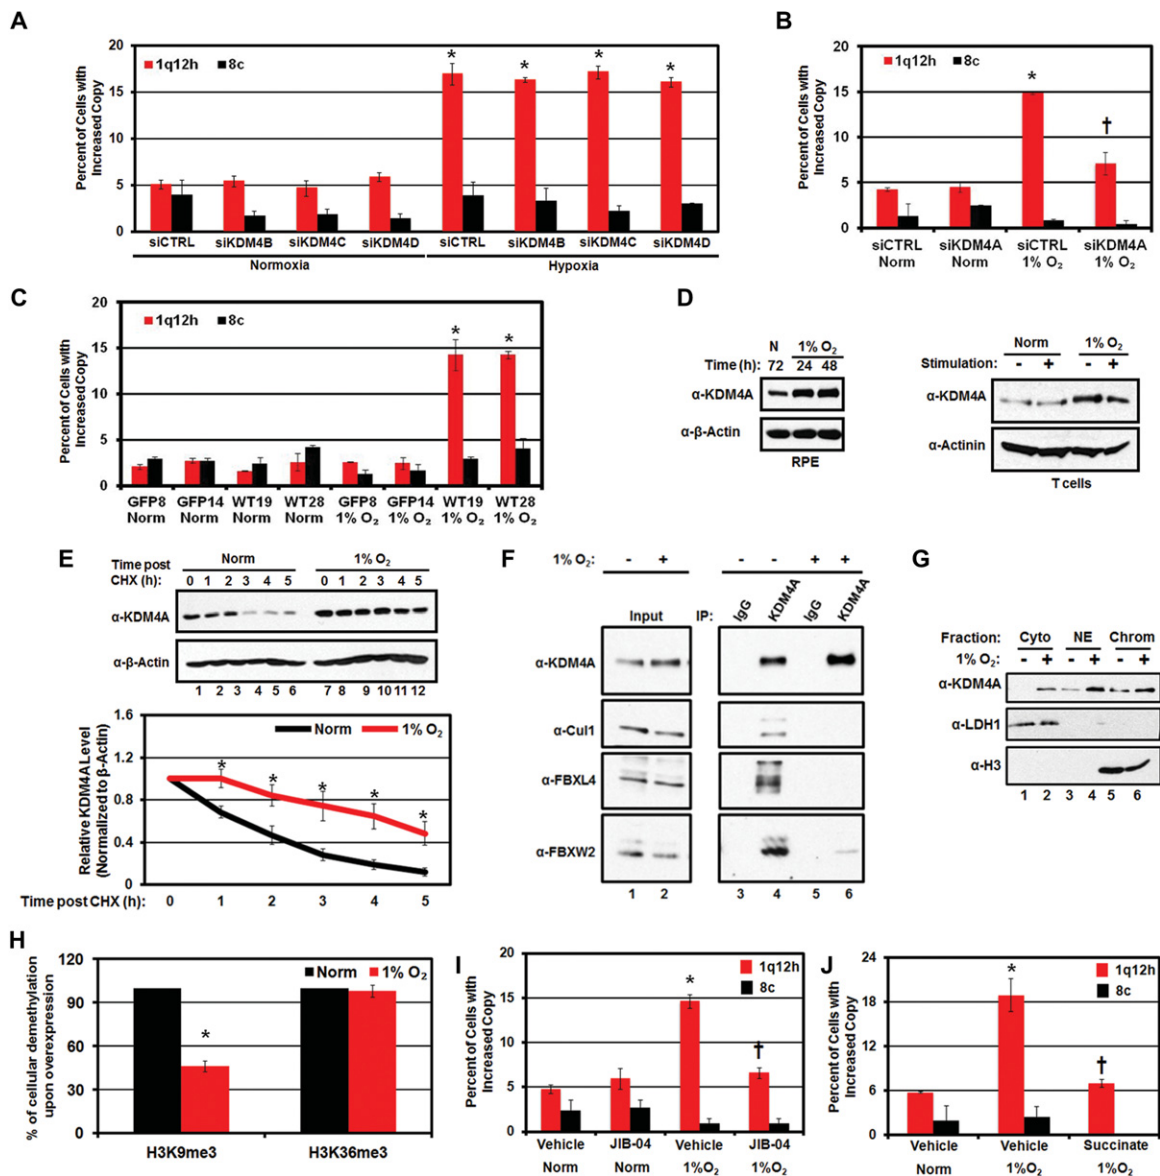 A
Percent of Cells with
Increased Copy
20
15
10
5
0
1q12h
8c
* * * *
siCTRL siKDM4B siKDM4C siKDM4D siCTRL siKDM4B siKDM4C siKDM4D
Normoxia Hypoxia
B
Percent of Cells with
Increased Copy
20
15
10
5
0
1q12h
8c
* †
siCTRL siKDM4A siCTRL siKDM4A
Norm Norm 1% O₂ 1% O₂
C
Percent of Cells with
Increased Copy
20
15
10
5
0
1q12h
8c
* *
GFP8 GFP14 WT19 WT28 GFP8 GFP14 WT19 WT28
Norm Norm Norm Norm 1% O₂ 1% O₂ 1% O₂ 1% O₂
D
N 1% O₂
Time (h): 72 24 48
α-KDM4A
α-β-Actin
RPE
Norm 1% O₂
Stimulation: - + - +
α-KDM4A
α-Actinin
T cells
E
Norm 1% O₂
Time post
CHX (h): 0 1 2 3 4 5 0 1 2 3 4 5
α-KDM4A
α-β-Actin
1 2 3 4 5 6 7 8 9 10 11 12
Relative KDM4A Level
(Normalized to β-Actin)
1.6
1.2
0.8
0.4
0
Norm 1% O₂
* * * * *
Time post CHX (h): 0 1 2 3 4 5
F
1% O₂: - + - - + +
Input IP: IgG KDM4A IgG KDM4A
α-KDM4A
α-Cul1
α-FBXL4
α-FBXW2
1 2 3 4 5 6
G
Fraction: Cyto NE Chrom
1% O₂: - + - + - +
α-KDM4A
α-LDH1
α-H3
1 2 3 4 5 6
H
% of cellular demethylation
upon overexpression
120
90
60
30
0
Norm 1% O₂
*
H3K9me3 H3K36me3
I
Percent of Cells with
Increased Copy
20
15
10
5
0
1q12h
8c
* †
Vehicle JIB-04 Vehicle JIB-04
Norm Norm 1%O₂ 1%O₂
J
Percent of Cells with
Increased Copy
24
18
12
6
0
1q12h
8c
* †
Vehicle Vehicle Succinate
Norm 1%O₂ 1%O₂